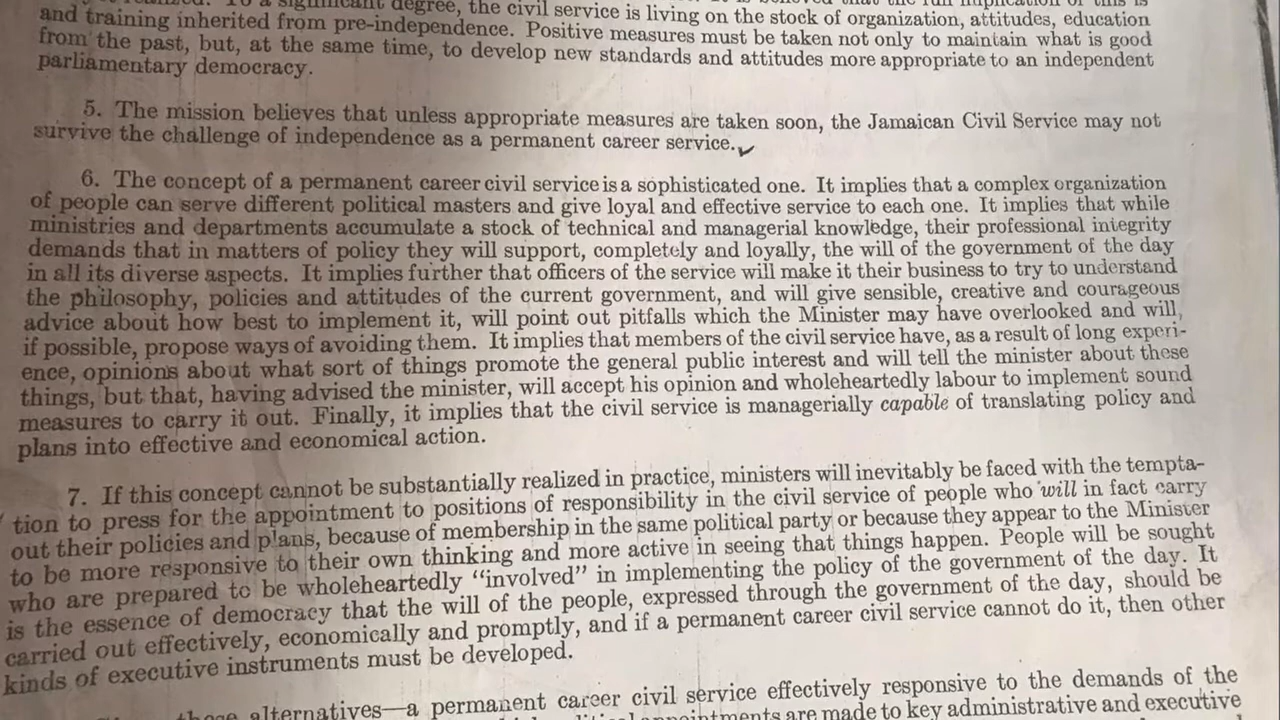 To a significant degree, the civil service is living on the stock of organization, attitudes, education
and training inherited from pre-independence. Positive measures must be taken not only to maintain what is good
from the past, but, at the same time, to develop new standards and attitudes more appropriate to an independent
parliamentary democracy.
5. The mission believes that unless appropriate measures are taken soon, the Jamaican Civil Service may not
survive the challenge of independence as a permanent career service.
6. The concept of a permanent career civil service is a sophisticated one. It implies that a complex organization
of people can serve different political masters and give loyal and effective service to each one. It implies that while
ministries and departments accumulate a stock of technical and managerial knowledge, their professional integrity
demands that in matters of policy they will support, completely and loyally, the will of the government of the day
in all its diverse aspects. It implies further that officers of the service will make it their business to try to understand
the philosophy, policies and attitudes of the current government, and will give sensible, creative and courageous
advice about how best to implement it, will point out pitfalls which the Minister may have overlooked and will,
if possible, propose ways of avoiding them. It implies that members of the civil service have, as a result of long experi-
ence, opinions about what sort of things promote the general public interest and will tell the minister about these
things, but that, having advised the minister, will accept his opinion and wholeheartedly labour to implement sound
measures to carry it out. Finally, it implies that the civil service is managerially capable of translating policy and
plans into effective and economical action.
7. If this concept cannot be substantially realized in practice, ministers will inevitably be faced with the tempta-
tion to press for the appointment to positions of responsibility in the civil service of people who will in fact carry
out their policies and plans, because of membership in the same political party or because they appear to the Minister
to be more responsive to their own thinking and more active in seeing that things happen. People will be sought
who are prepared to be wholeheartedly "involved" in implementing the policy of the government of the day. It
is the essence of democracy that the will of the people, expressed through the government of the day, should be
carried out effectively, economically and promptly, and if a permanent career civil service cannot do it, then other
kinds of executive instruments must be developed.
alternatives—a permanent career civil service effectively responsive to the demands of the
are made to key administrative and executive